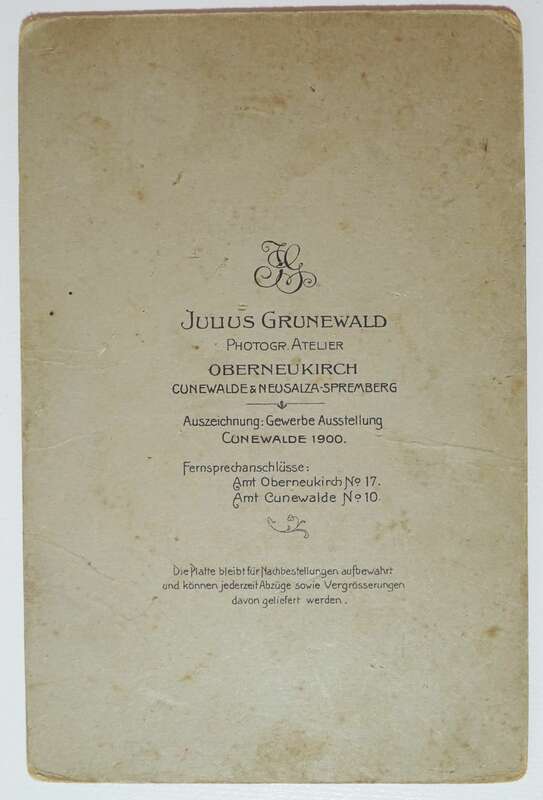 JG
JULIUS GRUNEWALD
PHOTOGR. ATELIER
OBERNEUKIRCH
CUNEWALDE & NEUSALZA-SPREMBERG
Auszeichnung: Gewerbe Ausstellung
CUNEWALDE 1900.
Fernsprechanschlüsse:
Amt Oberneukirch No 17.
Amt Cunewalde No 10.
Die Platte bleibt für Nachbestellungen aufbewahrt
und können jederzeit Abzüge sowie Vergrösserungen
davon geliefert werden.